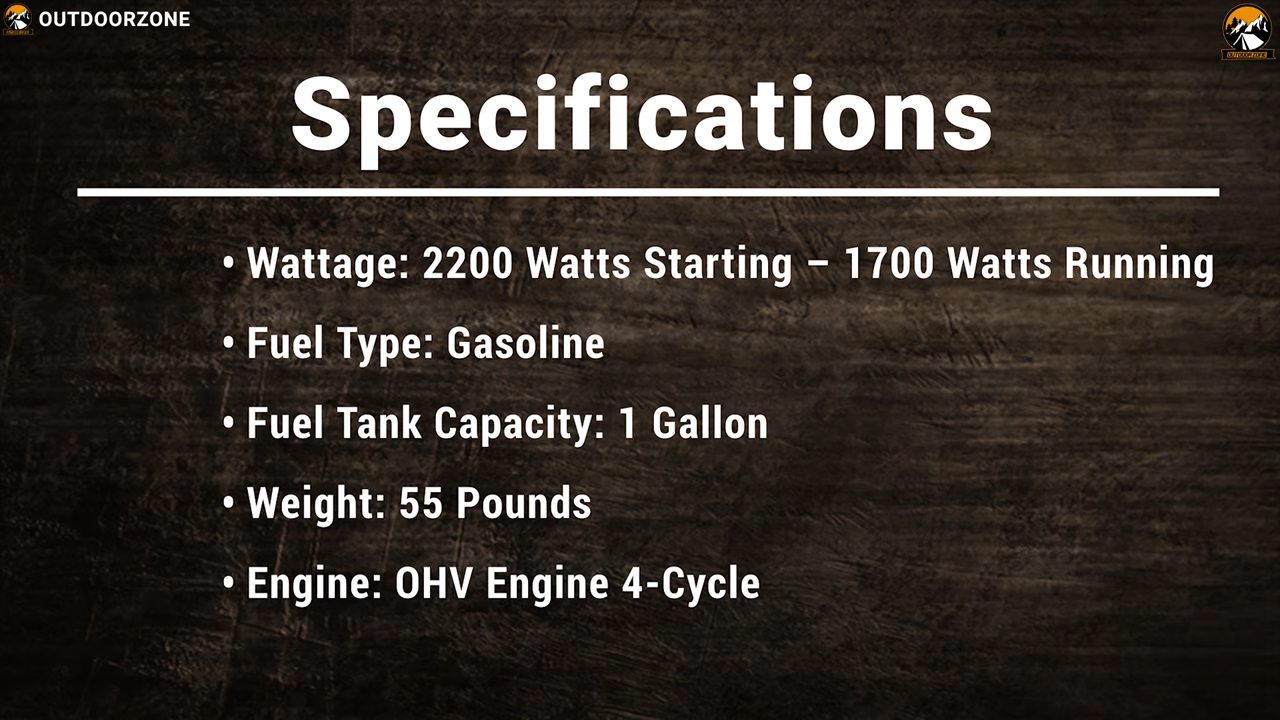 OUTDOORZONE
OUTDOORZONE
Specifications
• Wattage: 2200 Watts Starting – 1700 Watts Running
• Fuel Type: Gasoline
• Fuel Tank Capacity: 1 Gallon
• Weight: 55 Pounds
• Engine: OHV Engine 4-Cycle